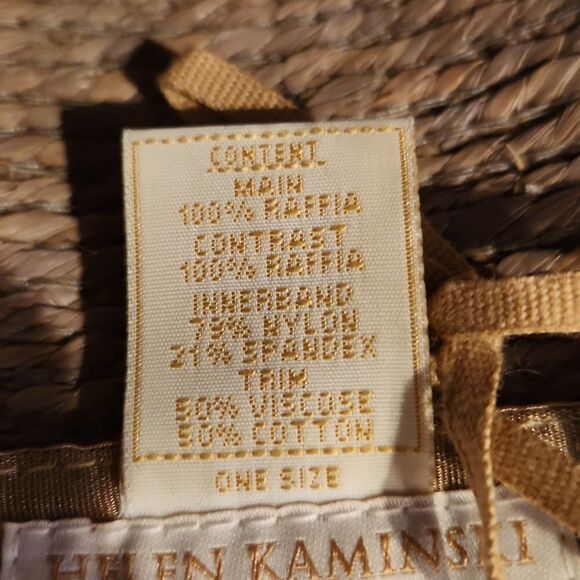 CONTENT
MAIN
100% RAFFIA
CONTRAST
100% RAFFIA
INNERBAND
79% NYLON
21% SPANDEX
TRIM
50% VISCOSE
50% COTTON
ONE SIZE
HELEN KAMINSKI